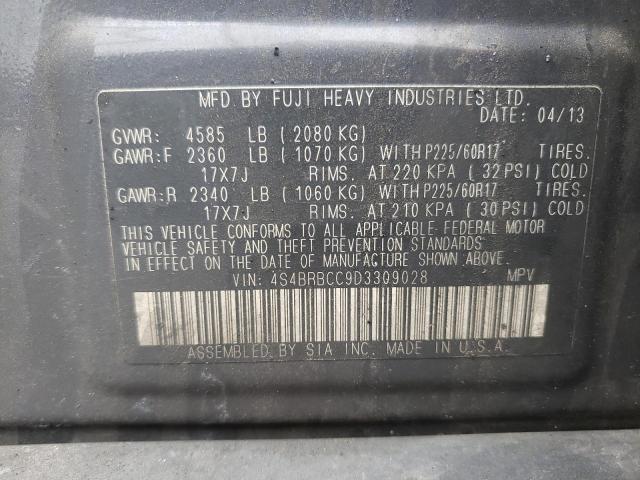 MFD BY FUJI HEAVY INDUSTRIES LTD.
DATE: 04/13
GVWR: 4585 LB (2080 KG)
GAWR:F 2360 LB (1070 KG) WITH P225/60R17 TIRES.
17X7J RIMS. AT 220 KPA (32 PSI) COLD
GAWR:R 2340 LB (1060 KG) WITH P225/60R17 TIRES.
17X7J RIMS. AT 210 KPA (30 PSI) COLD
THIS VEHICLE CONFORMS TO ALL APPLICABLE FEDERAL MOTOR
VEHICLE SAFETY AND THEFT PREVENTION STANDARDS
IN EFFECT ON THE DATE OF MANUFACTURE SHOWN ABOVE.
VIN: 4S4BRBCC9D3309028 MPV
ASSEMBLED BY SIA INC. MADE IN U.S.A.